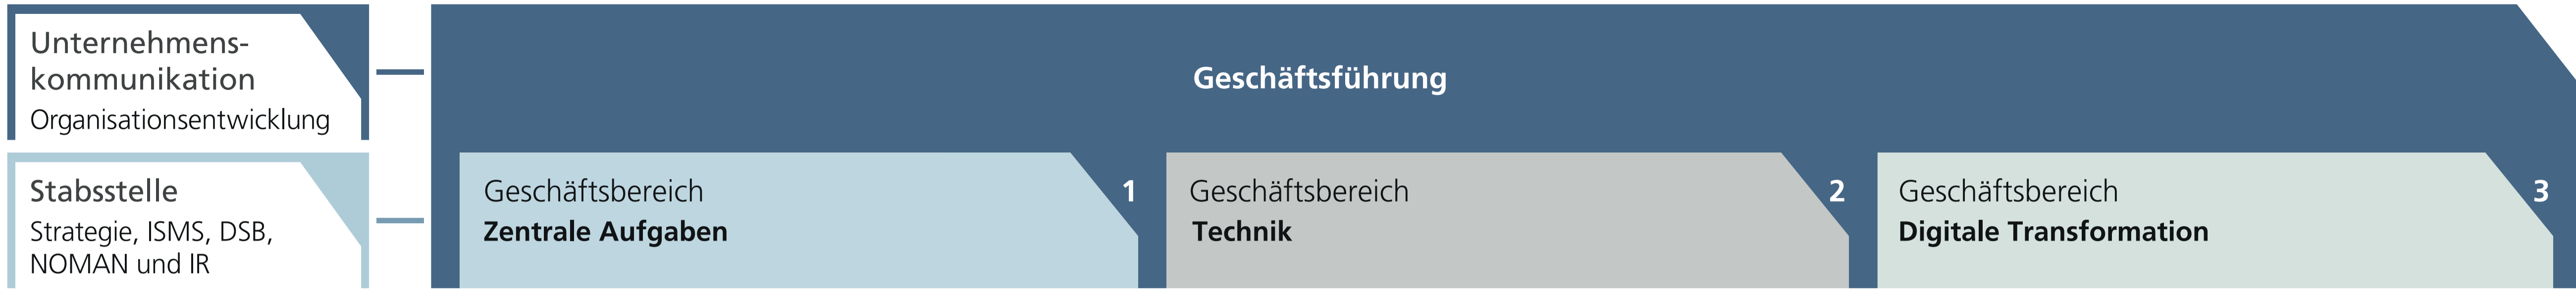 Unternehmens-
kommunikation
Organisationsentwicklung
Stabsstelle
Strategie, ISMS, DSB,
NOMAN und IR
Geschäftsführung
Geschäftsbereich
Zentrale Aufgaben
1
Geschäftsbereich
Technik
2
Geschäftsbereich
Digitale Transformation
3